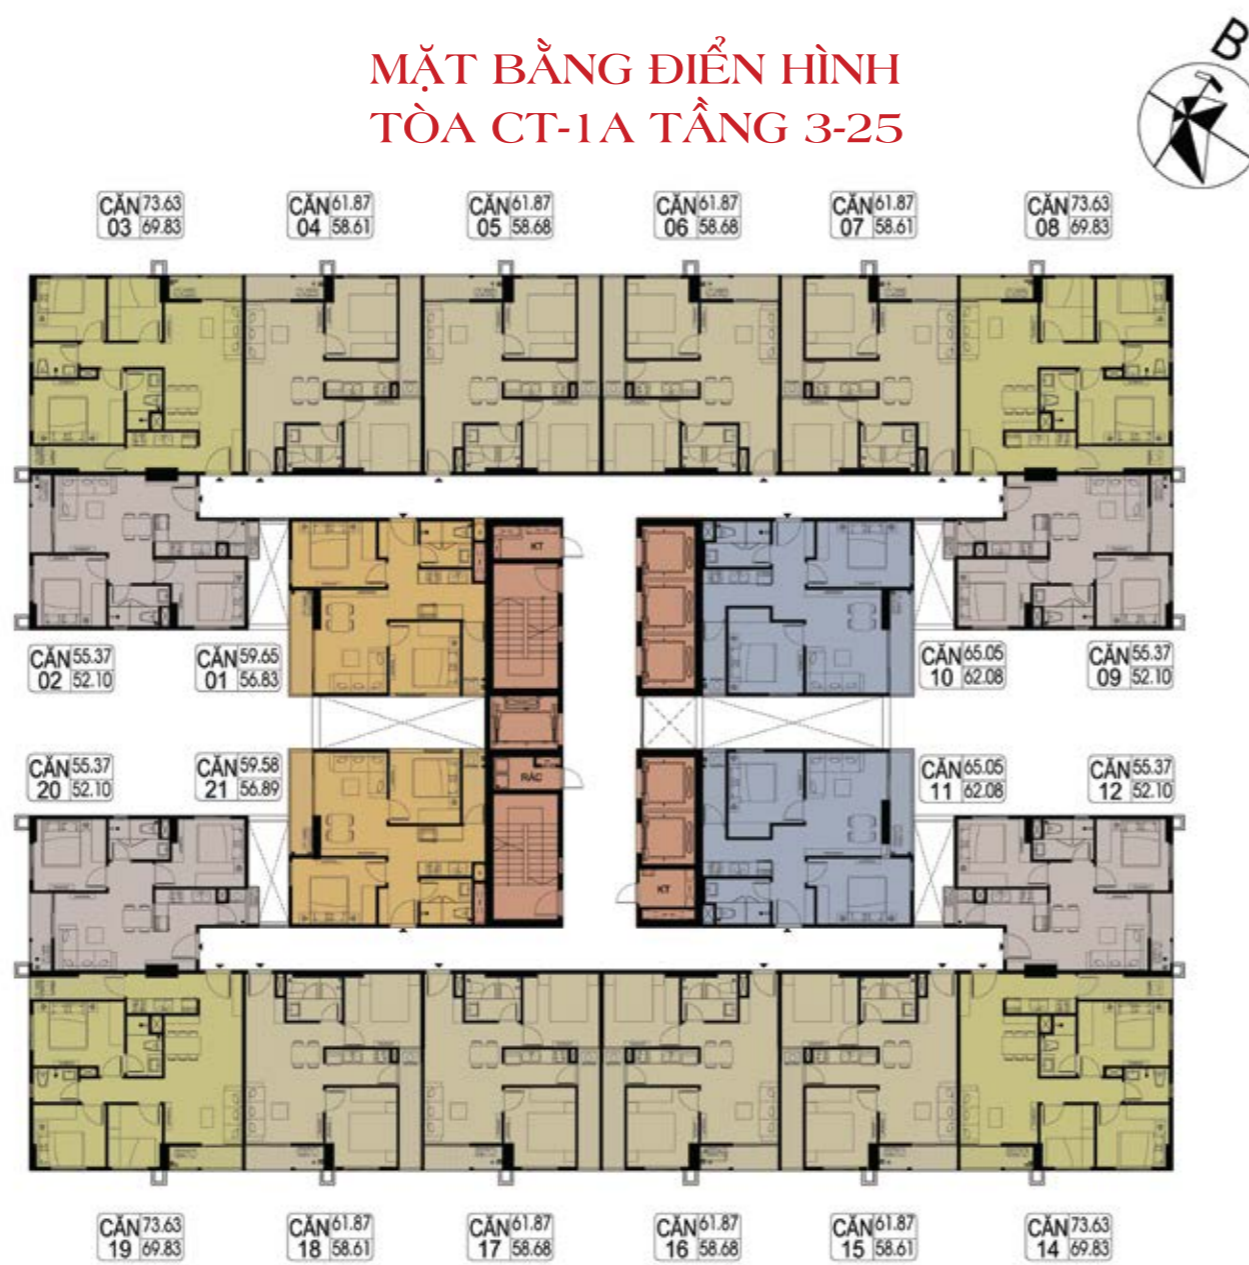 MẶT BẰNG ĐIỂN HÌNH
TÒA CT-1A TẦNG 3-25
B
CĂN 03 73.63 69.83
CĂN 04 61.87 58.61
CĂN 05 61.87 58.68
CĂN 06 61.87 58.68
CĂN 07 61.87 58.61
CĂN 08 73.63 69.83
KT
CĂN 02 55.37 52.10
CĂN 01 59.65 56.83
CĂN 10 65.05 62.08
CĂN 09 55.37 52.10
CĂN 20 55.37 52.10
CĂN 21 59.58 56.89
RÁC
CĂN 11 65.05 62.08
CĂN 12 55.37 52.10
KT
CĂN 19 73.63 69.83
CĂN 18 61.87 58.61
CĂN 17 61.87 58.68
CĂN 16 61.87 58.68
CĂN 15 61.87 58.61
CĂN 14 73.63 69.83